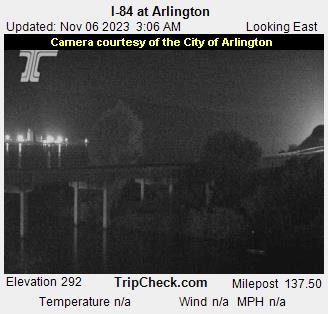 I-84 at Arlington
Updated: Nov 06 2023 3:06 AM Looking East
Camera courtesy of the City of Arlington
Elevation 292 TripCheck.com Milepost 137.50
Temperature n/a Wind n/a MPH n/a